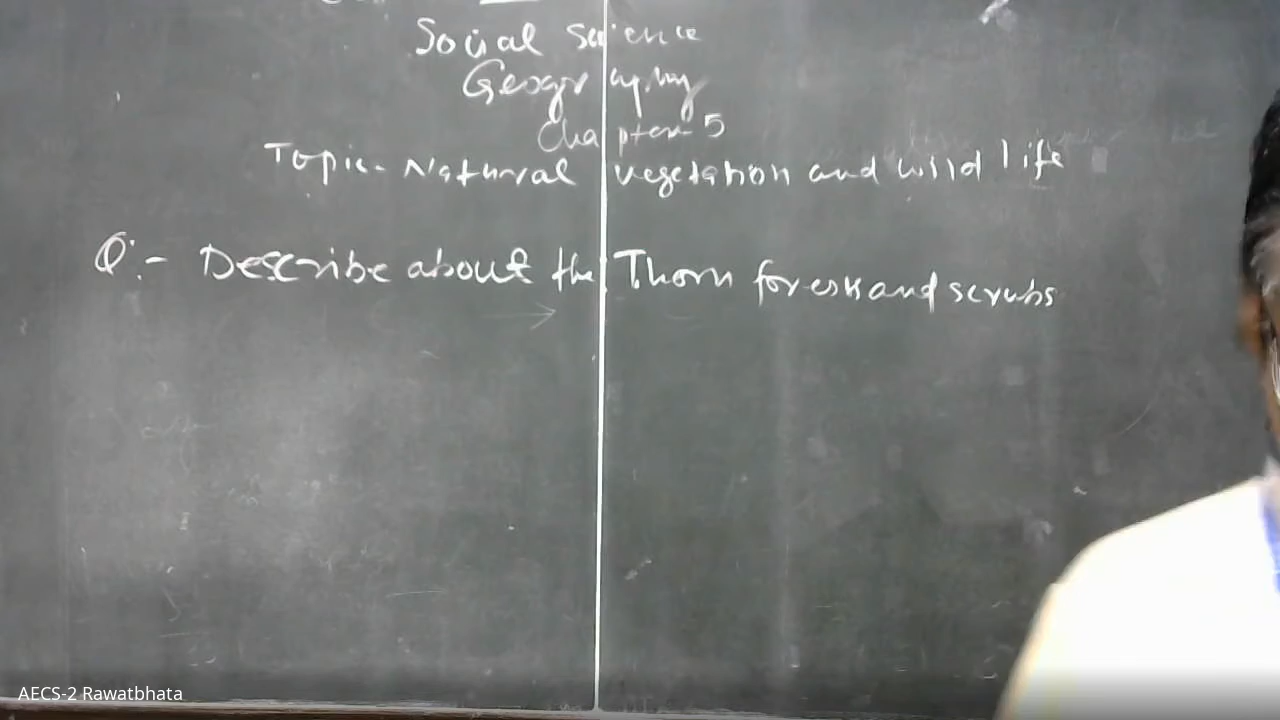 Social Science
Geography
Chapter 5
Topic- Natural vegetation and wild life
Q:- Describe about the Thorn forest and scrubs
AECS-2 Rawatbhata